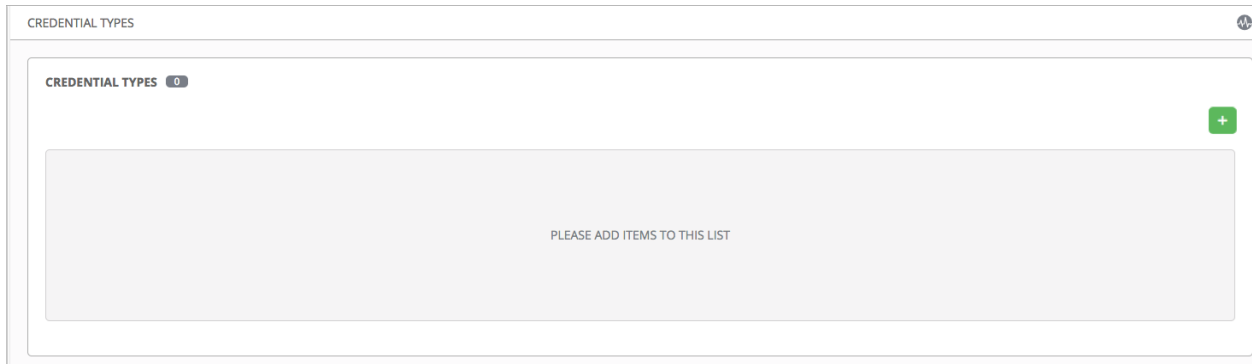 CREDENTIAL TYPES
CREDENTIAL TYPES 0
+
PLEASE ADD ITEMS TO THIS LIST